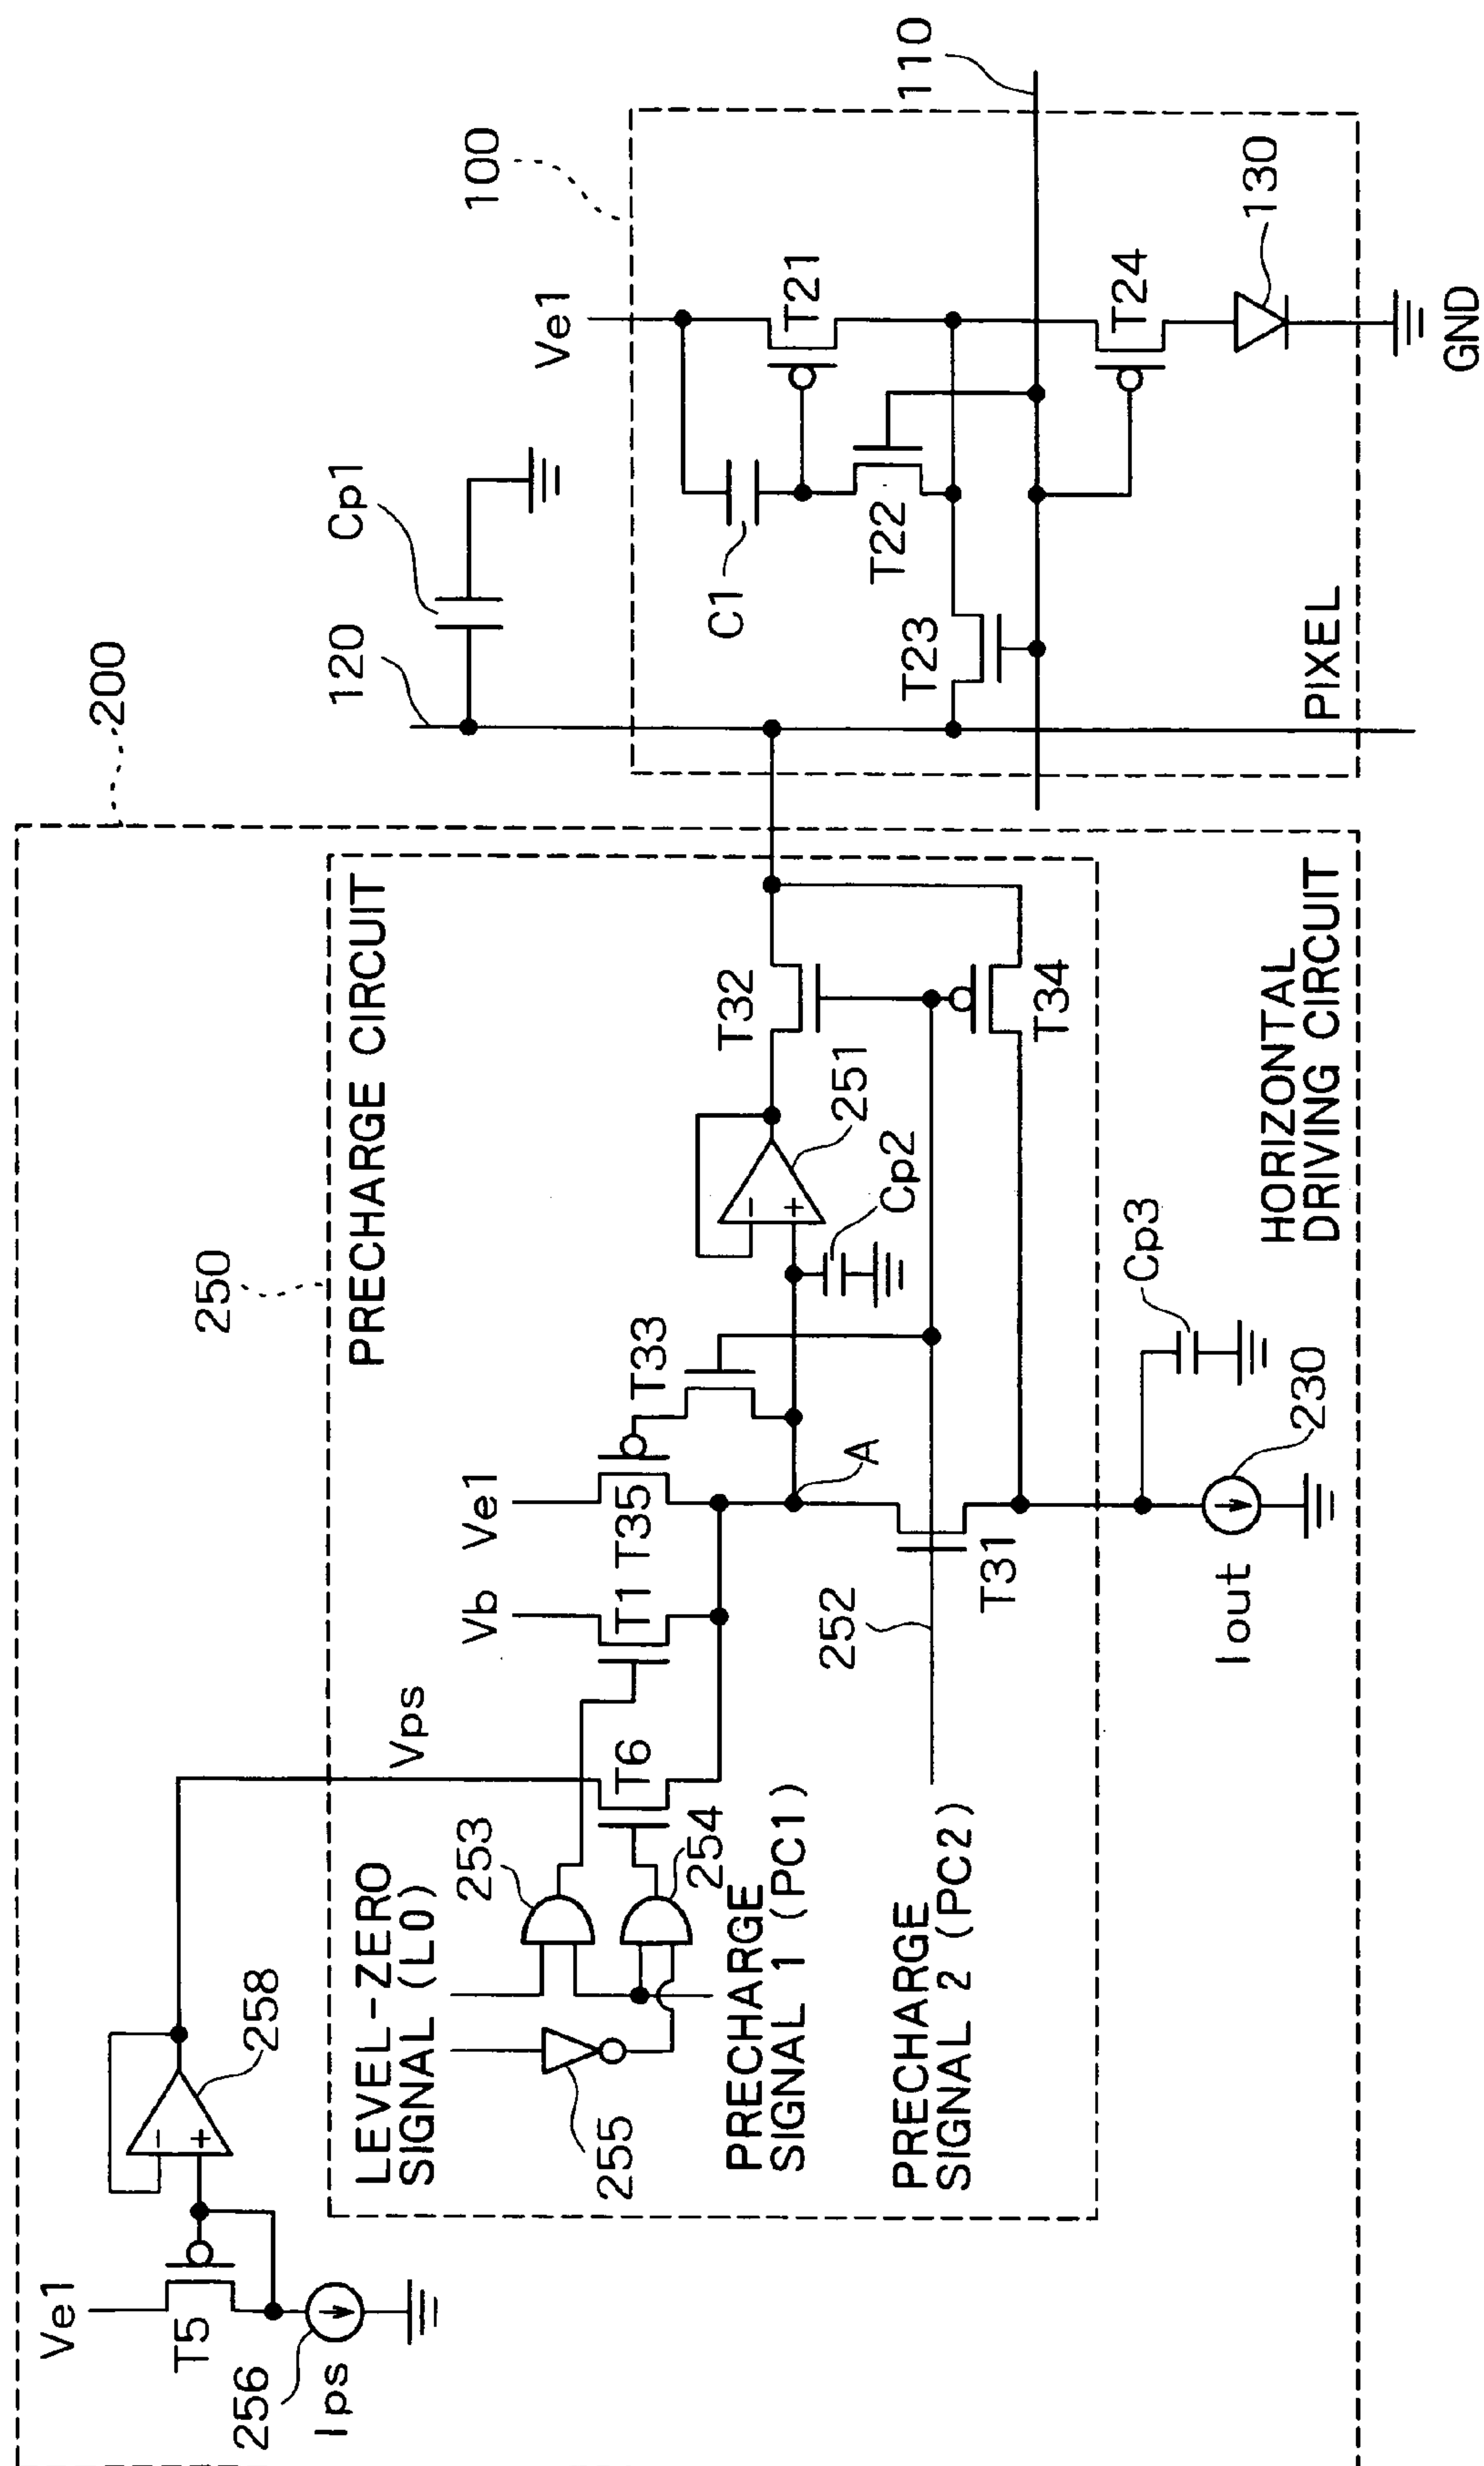 200
Ve1
T5
256
Ips
258
Vps
250
PRECHARGE CIRCUIT
LEVEL-ZERO
SIGNAL (L0)
253
254
255
PRECHARGE
SIGNAL 1 (PC1)
PRECHARGE
SIGNAL 2 (PC2)
T6
Vb
T1
Ve1
T35
T33
A
252
T31
Cp2
251
T32
T34
Iout
230
Cp3
HORIZONTAL
DRIVING CIRCUIT
120
Cp1
100
Ve1
C1
T21
T22
T23
T24
110
130
PIXEL
GND
-
+
-
+